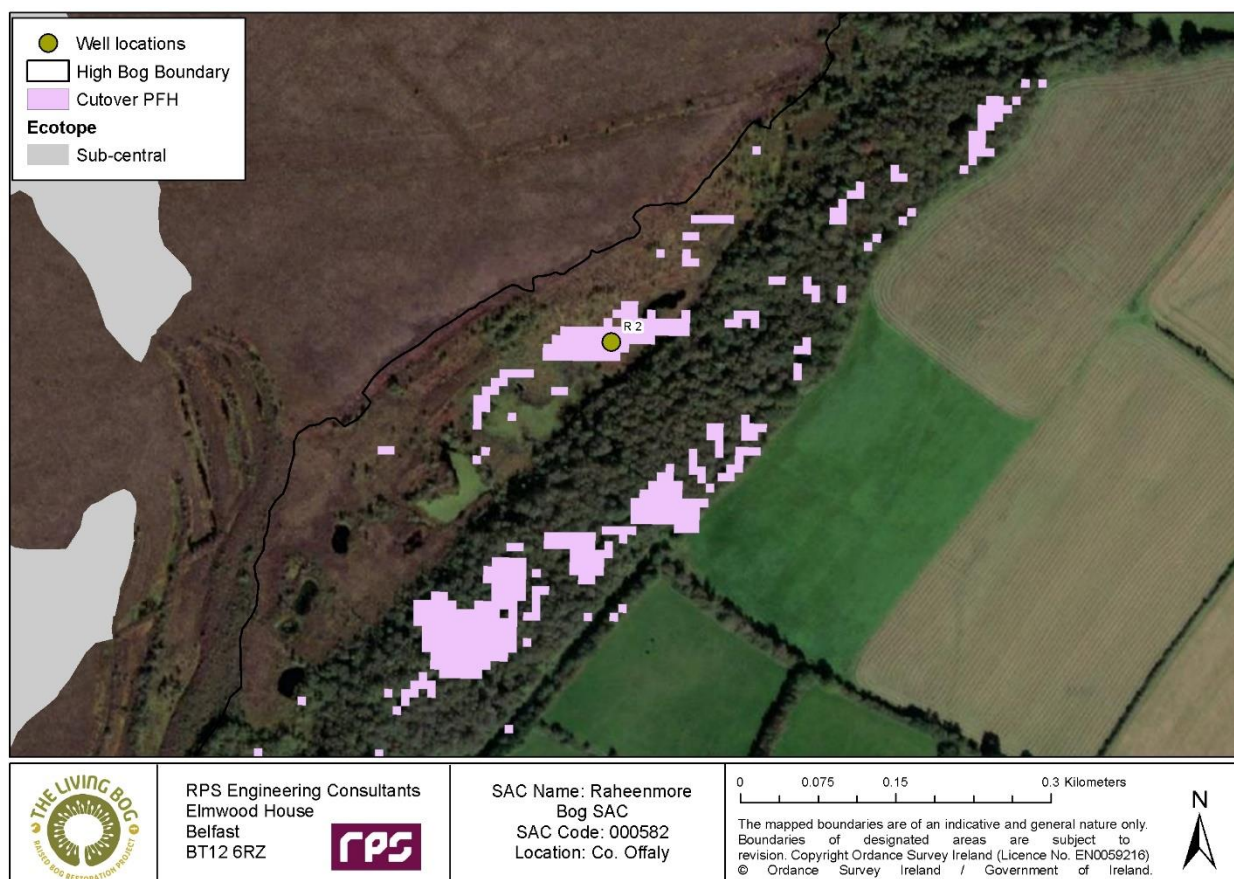 Well locations
High Bog Boundary
Cutover PFH
Ecotope
Sub-central
R 2
THE LIVING BOG
RAISED BOG RESTORATION PROJECT
RPS Engineering Consultants
Elmwood House
Belfast
BT12 6RZ
rps
SAC Name: Raheenmore
Bog SAC
SAC Code: 000582
Location: Co. Offaly
0 0.075 0.15 0.3 Kilometers
The mapped boundaries are of an indicative and general nature only.
Boundaries of designated areas are subject to
revision. Copyright Ordance Survey Ireland (Licence No. EN0059216)
© Ordance Survey Ireland / Government of Ireland.
N